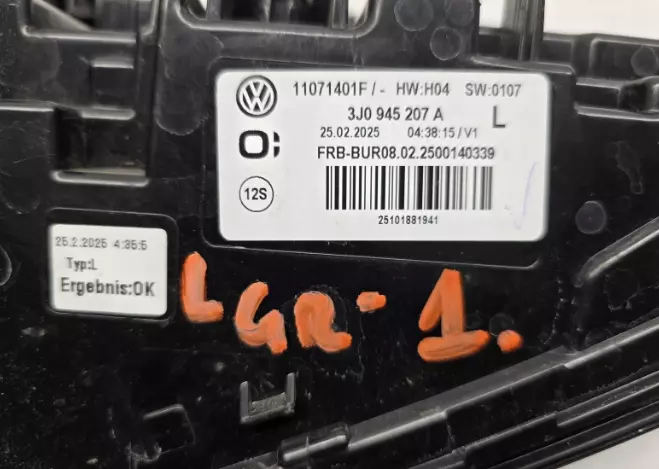 11071401F/- HW:H04 SW:0107
3J0 945 207 A L
25.02.2025 04:38:15/V1
FRB-BUR08.02.2500140339
12S
25101881941
25.2.2025 4:35:5
Typ:L
Ergebnis:OK
L GR-1.